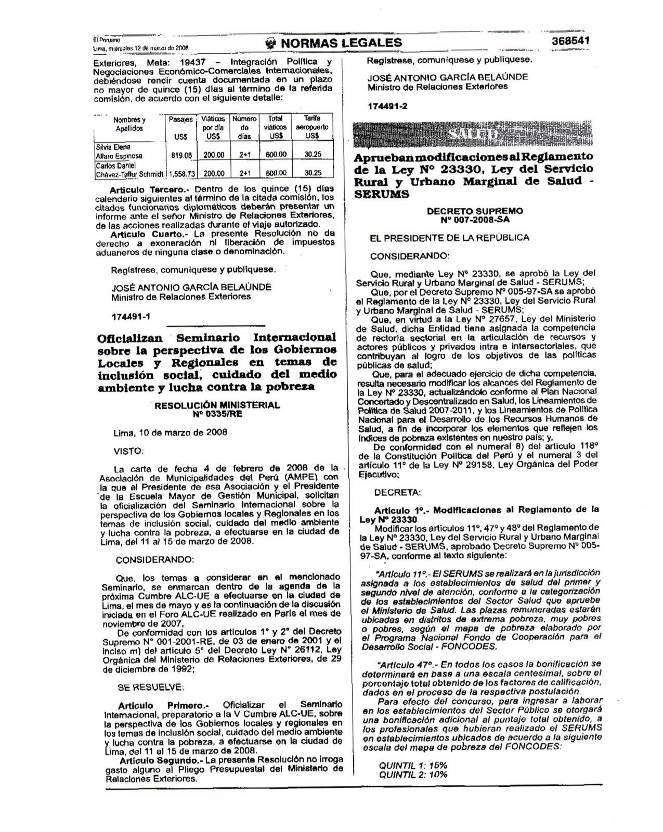 El Peruano
Lima, miércoles 12 de marzo de 2008
NORMAS LEGALES
368541
Exteriores, Meta: 19437 – Integración Política y
Negociaciones Económico-Comerciales Internacionales,
debiéndose rendir cuenta documentada en un plazo
no mayor de quince (15) días al término de la referida
comisión, de acuerdo con el siguiente detalle:
Nombres y Apellidos Pasajes US$ Viáticos por día US$ Número de días Total viáticos US$ Tarifa aeropuerto US$
Silvia Elena
Alfaro Espinosa 819.06 200.00 2+1 600.00 30.25
Carlos Daniel
Chávez-Taffur Schmidt 1,558.73 200.00 2+1 600.00 30.25
Artículo Tercero.- Dentro de los quince (15) días
calendario siguientes al término de la citada comisión, los
citados funcionarios diplomáticos deberán presentar un
informe ante el señor Ministro de Relaciones Exteriores,
de las acciones realizadas durante el viaje autorizado.
Artículo Cuarto.- La presente Resolución no da
derecho a exoneración ni liberación de impuestos
aduaneros de ninguna clase o denominación.
Regístrese, comuníquese y publíquese.
JOSÉ ANTONIO GARCÍA BELAÚNDE
Ministro de Relaciones Exteriores
174491-1
Oficializan Seminario Internacional
sobre la perspectiva de los Gobiernos
Locales y Regionales en temas de
inclusión social, cuidado del medio
ambiente y lucha contra la pobreza
RESOLUCIÓN MINISTERIAL
Nº 0335/RE
Lima, 10 de marzo de 2008
VISTO:
La carta de fecha 4 de febrero de 2008 de la
Asociación de Municipalidades del Perú (AMPE) con
la que el Presidente de esa Asociación y el Presidente
de la Escuela Mayor de Gestión Municipal, solicitan
la oficialización del Seminario Internacional sobre la
perspectiva de los Gobiernos locales y Regionales en los
temas de inclusión social, cuidado del medio ambiente
y lucha contra la pobreza, a efectuarse en la ciudad de
Lima, del 11 al 15 de marzo de 2008.
CONSIDERANDO:
Que, los temas a considerar en el mencionado
Seminario, se enmarcan dentro de la agenda de la
próxima Cumbre ALC-UE a efectuarse en la ciudad de
Lima, el mes de mayo y es la continuación de la discusión
iniciada en el Foro ALC-UE realizado en París el mes de
noviembre de 2007,
De conformidad con los artículos 1° y 2° del Decreto
Supremo N° 001-2001-RE, de 03 de enero de 2001 y el
inciso m) del artículo 5° del Decreto Ley N° 26112, Ley
Orgánica del Ministerio de Relaciones Exteriores, de 29
de diciembre de 1992;
SE RESUELVE:
Artículo Primero.- Oficializar el Seminario
Internacional, preparatorio a la V Cumbre ALC-UE, sobre
la perspectiva de los Gobiernos locales y regionales en
los temas de inclusión social, cuidado del medio ambiente
y lucha contra la pobreza, a efectuarse en la ciudad de
Lima, del 11 al 15 de marzo de 2008.
Artículo Segundo.- La presente Resolución no irroga
gasto alguno al Pliego Presupuestal del Ministerio de
Relaciones Exteriores.
Regístrese, comuníquese y publíquese.
JOSÉ ANTONIO GARCÍA BELAÚNDE
Ministro de Relaciones Exteriores
174491-2
SALUD
Aprueban modificaciones al Reglamento
de la Ley Nº 23330, Ley del Servicio
Rural y Urbano Marginal de Salud -
SERUMS
DECRETO SUPREMO
Nº 007-2008-SA
EL PRESIDENTE DE LA REPÚBLICA
CONSIDERANDO:
Que, mediante Ley Nº 23330, se aprobó la Ley del
Servicio Rural y Urbano Marginal de Salud - SERUMS;
Que, por el Decreto Supremo Nº 005-97-SA se aprobó
el Reglamento de la Ley Nº 23330, Ley del Servicio Rural
y Urbano Marginal de Salud - SERUMS;
Que, en virtud a la Ley Nº 27657, Ley del Ministerio
de Salud, dicha Entidad tiene asignada la competencia
de rectoría sectorial en la articulación de recursos y
actores públicos y privados intra e intersectoriales, que
contribuyan al logro de los objetivos de las políticas
públicas de salud;
Que, para el adecuado ejercicio de dicha competencia,
resulta necesario modificar los alcances del Reglamento de
la Ley Nº 23330, actualizándolo conforme al Plan Nacional
Concertado y Descentralizado en Salud, los Lineamientos de
Política de Salud 2007-2011, y los Lineamientos de Política
Nacional para el Desarrollo de los Recursos Humanos de
Salud, a fin de incorporar los elementos que reflejen los
índices de pobreza existentes en nuestro país; y,
De conformidad con el numeral 8) del artículo 118º
de la Constitución Política del Perú y el numeral 3 del
artículo 11º de la Ley Nº 29158, Ley Orgánica del Poder
Ejecutivo;
DECRETA:
Artículo 1º.- Modificaciones al Reglamento de la
Ley Nº 23330
Modificar los artículos 11º, 47º y 48º del Reglamento de
la Ley Nº 23330, Ley del Servicio Rural y Urbano Marginal
de Salud - SERUMS, aprobado Decreto Supremo Nº 005-
97-SA, conforme al texto siguiente:
"Artículo 11º.- El SERUMS se realizará en la jurisdicción
asignada a los establecimientos de salud del primer y
segundo nivel de atención, conforme a la categorización
de los establecimientos del Sector Salud que apruebe
el Ministerio de Salud. Las plazas remuneradas estarán
ubicadas en distritos de extrema pobreza, muy pobres
o pobres, según el mapa de pobreza elaborado por
el Programa Nacional Fondo de Cooperación para el
Desarrollo Social - FONCODES.
"Artículo 47º.- En todos los casos la bonificación se
determinará en base a una escala centesimal, sobre el
porcentaje total obtenido de los factores de calificación,
dados en el proceso de la respectiva postulación.
Para efecto del concurso, para ingresar a laborar
en los establecimientos del Sector Público se otorgará
una bonificación adicional al puntaje total obtenido, a
los profesionales que hubieran realizado el SERUMS
en establecimientos ubicados de acuerdo a la siguiente
escala del mapa de pobreza del FONCODES:
QUINTIL 1: 15%
QUINTIL 2: 10%